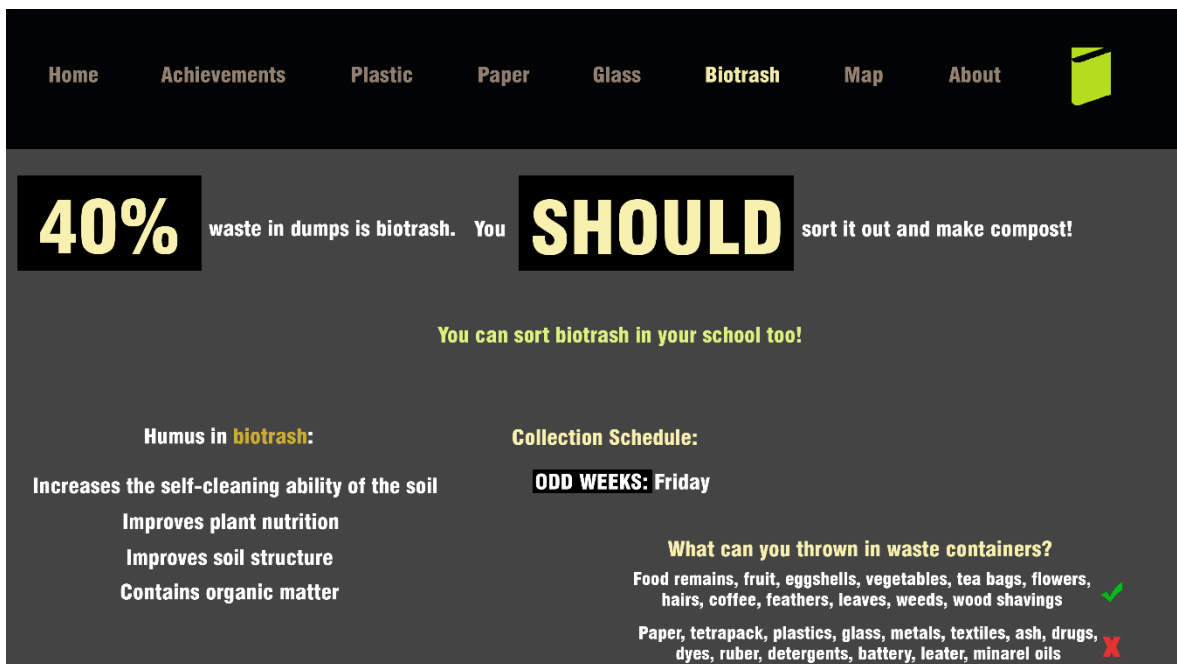 Home Achievements Plastic Paper Glass Biotrash Map About
40% waste in dumps is biotrash. You SHOULD sort it out and make compost!
You can sort biotrash in your school too!
Humus in biotrash:
Increases the self-cleaning ability of the soil
Improves plant nutrition
Improves soil structure
Contains organic matter
Collection Schedule:
ODD WEEKS: Friday
What can you thrown in waste containers?
Food remains, fruit, eggshells, vegetables, tea bags, flowers,
hairs, coffee, feathers, leaves, weeds, wood shavings
Paper, tetrapack, plastics, glass, metals, textiles, ash, drugs,
dyes, ruber, detergents, battery, leater, minarel oils